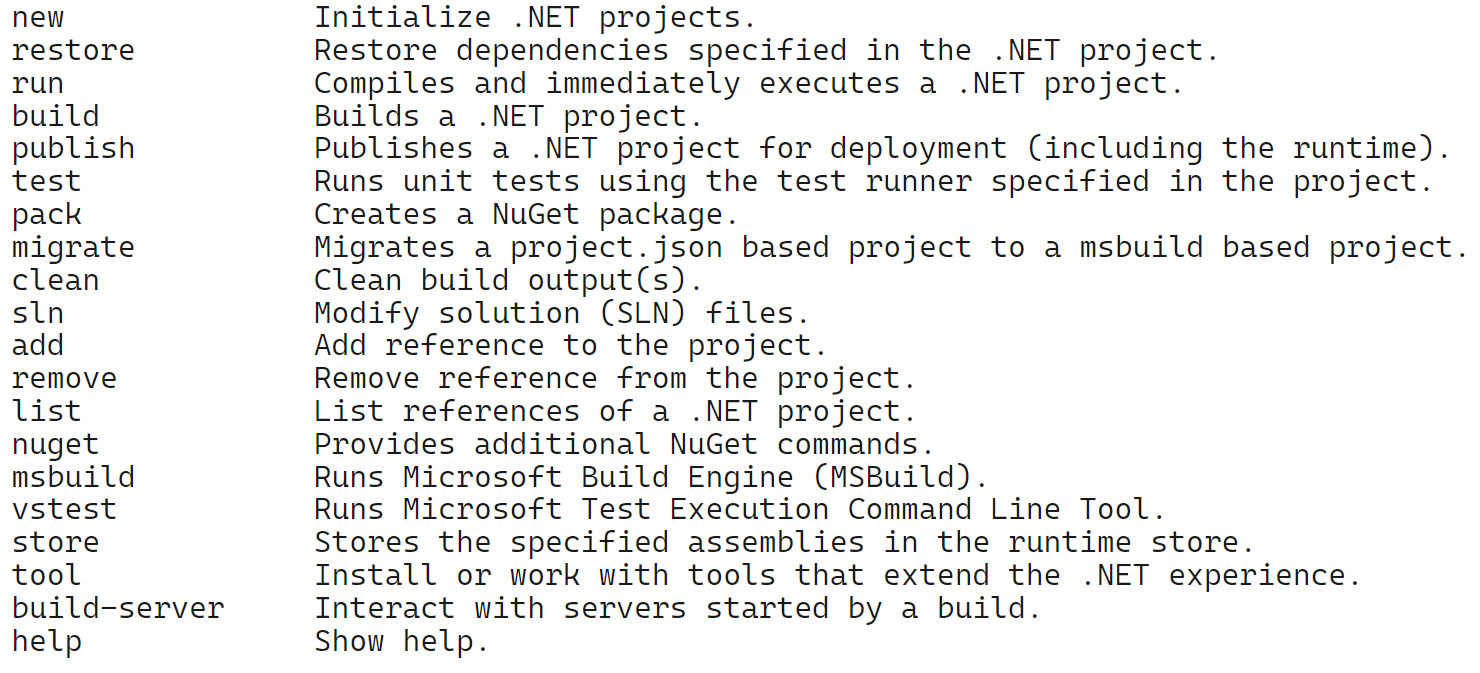 new Initialize .NET projects.
restore Restore dependencies specified in the .NET project.
run Compiles and immediately executes a .NET project.
build Builds a .NET project.
publish Publishes a .NET project for deployment (including the runtime).
test Runs unit tests using the test runner specified in the project.
pack Creates a NuGet package.
migrate Migrates a project.json based project to a msbuild based project.
clean Clean build output(s).
sln Modify solution (SLN) files.
add Add reference to the project.
remove Remove reference from the project.
list List references of a .NET project.
nuget Provides additional NuGet commands.
msbuild Runs Microsoft Build Engine (MSBuild).
vstest Runs Microsoft Test Execution Command Line Tool.
store Stores the specified assemblies in the runtime store.
tool Install or work with tools that extend the .NET experience.
build-server Interact with servers started by a build.
help Show help.